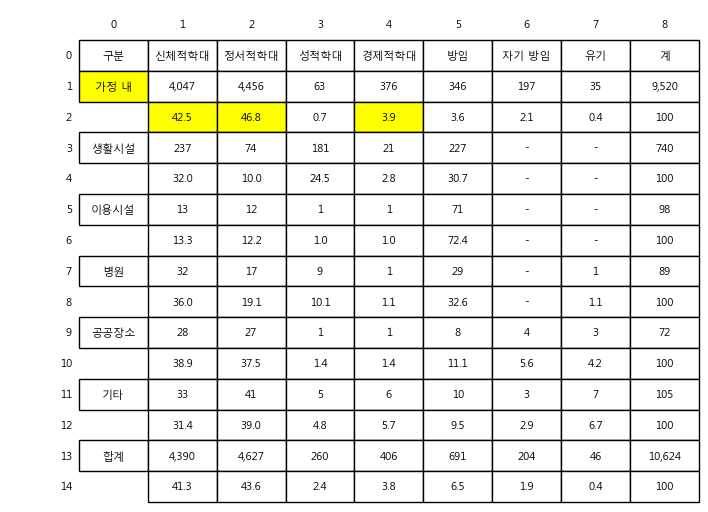 0 1 2 3 4 5 6 7 8
0 구분 신체적학대 정서적학대 성적학대 경제적학대 방임 자기 방임 유기 계
1 가정 내 4,047 4,456 63 376 346 197 35 9,520
2 42.5 46.8 0.7 3.9 3.6 2.1 0.4 100
3 생활시설 237 74 181 21 227 - - 740
4 32.0 10.0 24.5 2.8 30.7 - - 100
5 이용시설 13 12 1 1 71 - - 98
6 13.3 12.2 1.0 1.0 72.4 - - 100
7 병원 32 17 9 1 29 1 89
8 36.0 19.1 10.1 1.1 32.6 - 1.1 100
9 공공장소 28 27 1 1 8 4 3 72
10 38.9 37.5 1.4 1.4 11.1 5.6 4.2 100
11 기타 33 41 5 6 10 3 7 105
12 31.4 39.0 4.8 5.7 9.5 2.9 6.7 100
13 합계 4,390 4,627 260 406 691 204 46 10,624
14 41.3 43.6 2.4 3.8 6.5 1.9 0.4 100